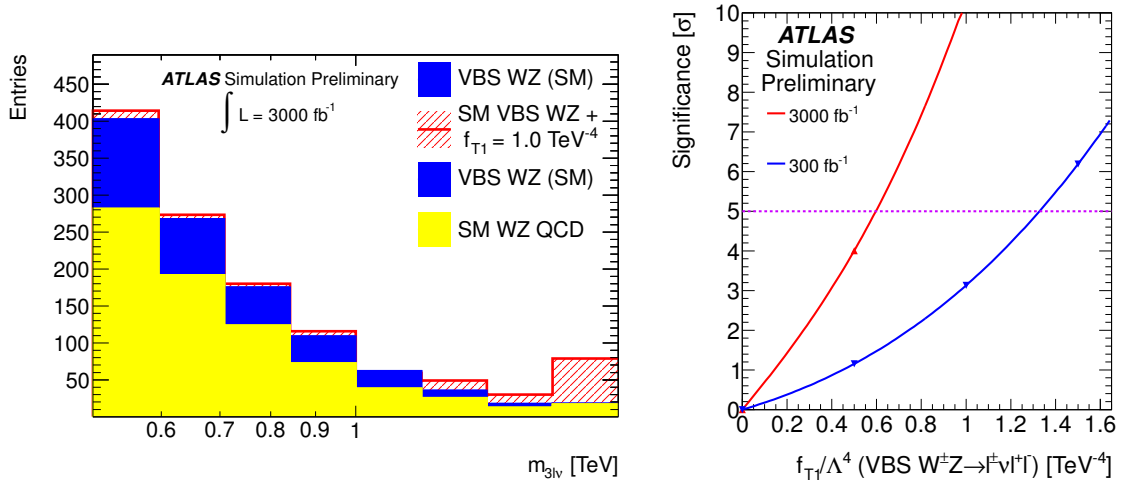 Entries
450
400
350
300
250
200
150
100
50
ATLAS Simulation Preliminary
∫ L = 3000 fb⁻¹
VBS WZ (SM)
SM VBS WZ +
f_T1 = 1.0 TeV⁻⁴
VBS WZ (SM)
SM WZ QCD
0.6 0.7 0.8 0.9 1
m_3lν [TeV]
Significance [σ]
10
9
8
7
6
5
4
3
2
1
0
ATLAS
Simulation
Preliminary
3000 fb⁻¹
300 fb⁻¹
0 0.2 0.4 0.6 0.8 1 1.2 1.4 1.6
f_T1/Λ⁴ (VBS W±Z→l±νl⁺l⁻) [TeV⁻⁴]